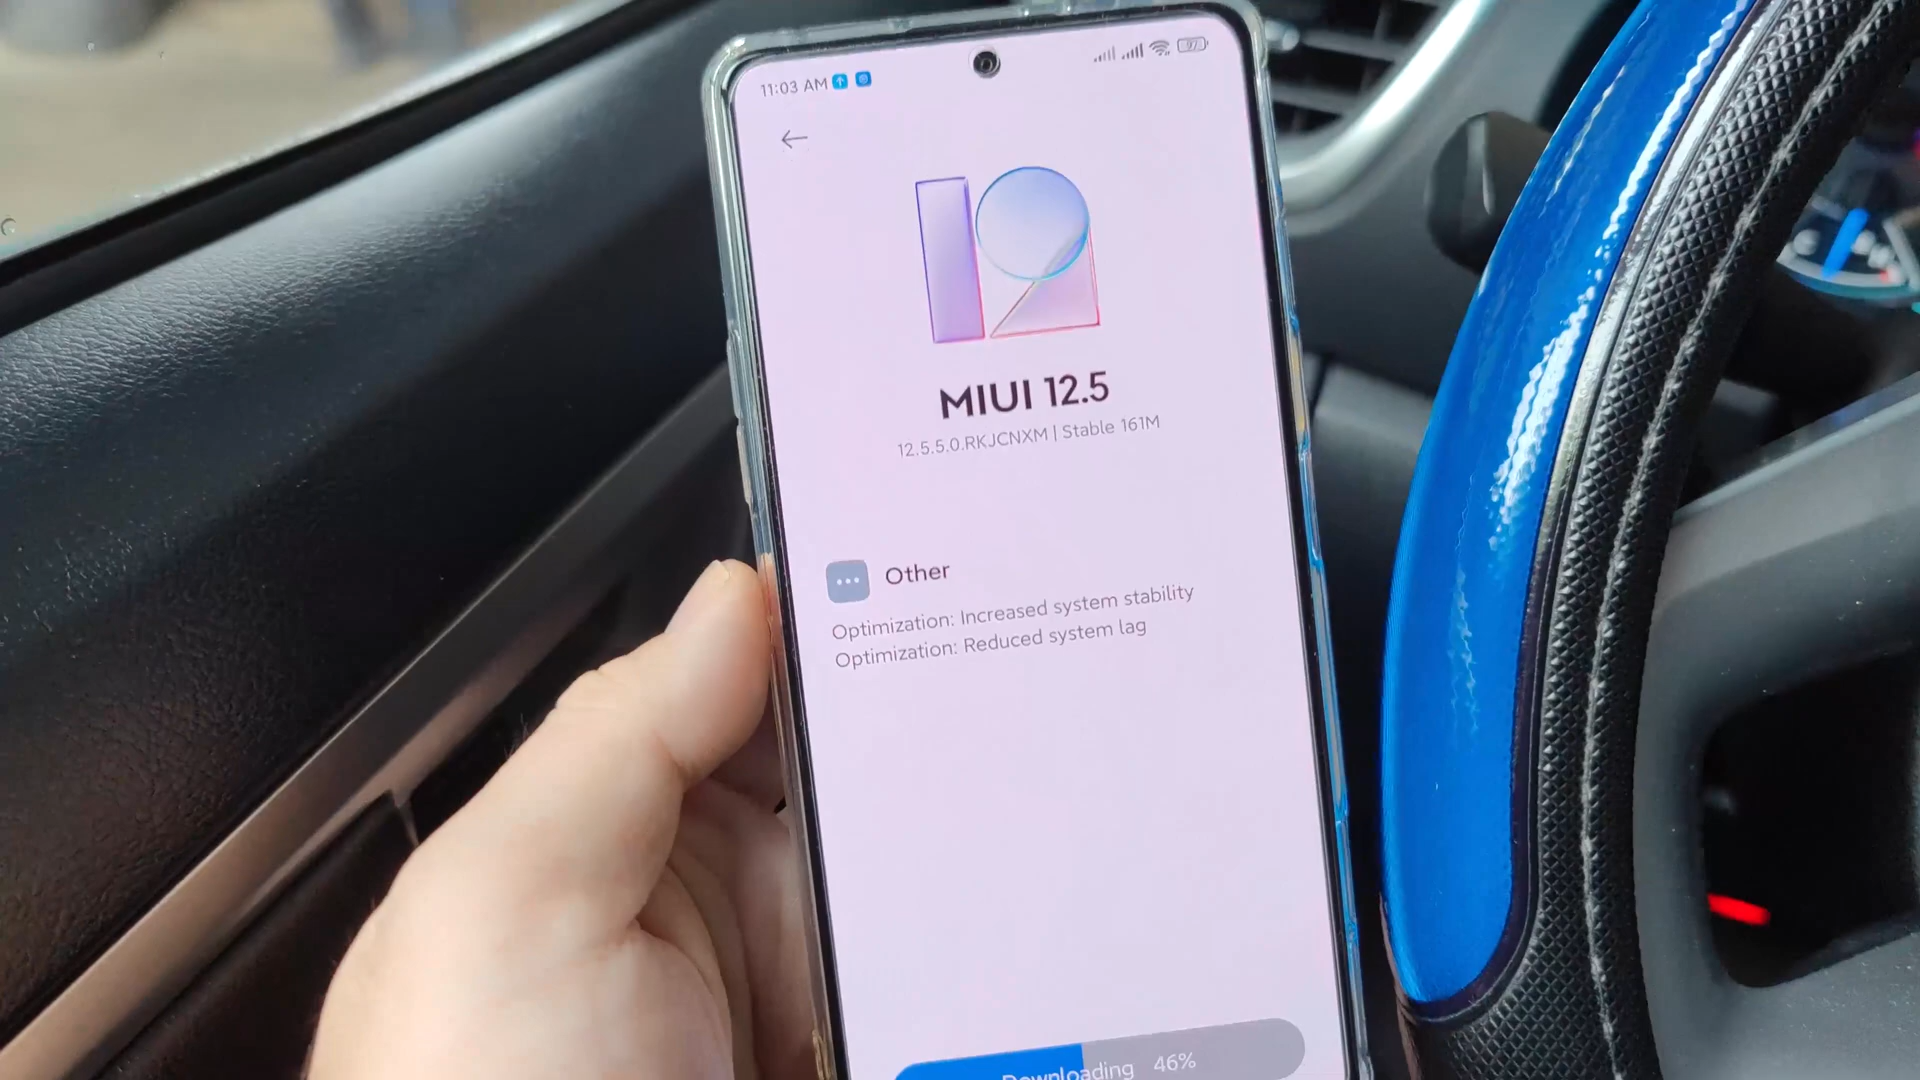 11:03 AM
97
MIUI 12.5
12.5.5.0.RKJCNXM | Stable 161M
Other
Optimization: Increased system stability
Optimization: Reduced system lag
Downloading 46%